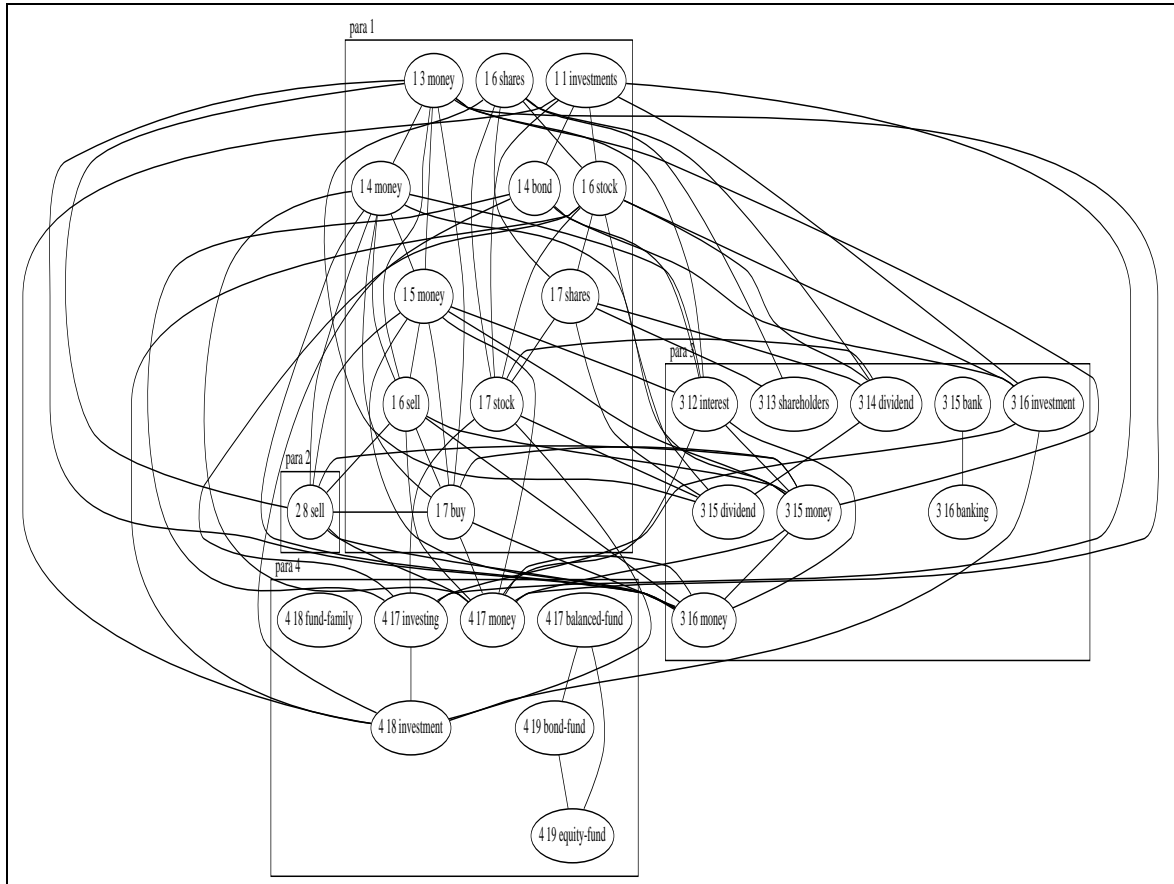 para 1
1 3 money
1 6 shares
1 1 investments
1 4 money
1 4 bond
1 6 stock
1 5 money
1 7 shares
para 3
1 6 sell
1 7 stock
3 12 interest
3 13 shareholders
3 14 dividend
3 15 bank
3 16 investment
para 2
2 8 sell
1 7 buy
3 15 dividend
3 15 money
3 16 banking
para 4
4 18 fund-family
4 17 investing
4 17 money
4 17 balanced-fund
3 16 money
4 18 investment
4 19 bond-fund
4 19 equity-fund